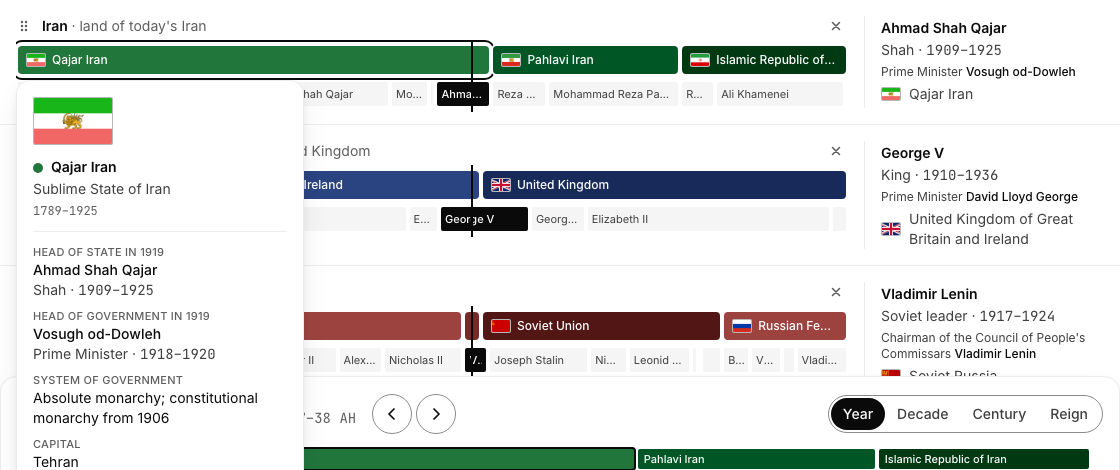 Iran · land of today's Iran
Qajar Iran
Pahlavi Iran
Islamic Republic of...
hah Qajar
Mo...
Ahma...
Reza ...
Mohammad Reza Pa...
R...
Ali Khamenei
Ahmad Shah Qajar
Shah · 1909–1925
Prime Minister Vosugh od-Dowleh
Qajar Iran
Qajar Iran
Sublime State of Iran
1789–1925
HEAD OF STATE IN 1919
Ahmad Shah Qajar
Shah · 1909–1925
HEAD OF GOVERNMENT IN 1919
Vosugh od-Dowleh
Prime Minister · 1918–1920
SYSTEM OF GOVERNMENT
Absolute monarchy; constitutional
monarchy from 1906
CAPITAL
Tehran
d Kingdom
Ireland
United Kingdom
E...
George V
Georg...
Elizabeth II
George V
King · 1910–1936
Prime Minister David Lloyd George
United Kingdom of Great
Britain and Ireland
Soviet Union
Russian Fe...
r II
Alex...
Nicholas II
Joseph Stalin
Ni...
Leonid ...
B...
V...
Vladi...
Vladimir Lenin
Soviet leader · 1917–1924
Chairman of the Council of People's
Commissars Vladimir Lenin
Soviet Russia
–38 AH
Year
Decade
Century
Reign
Pahlavi Iran
Islamic Republic of Iran